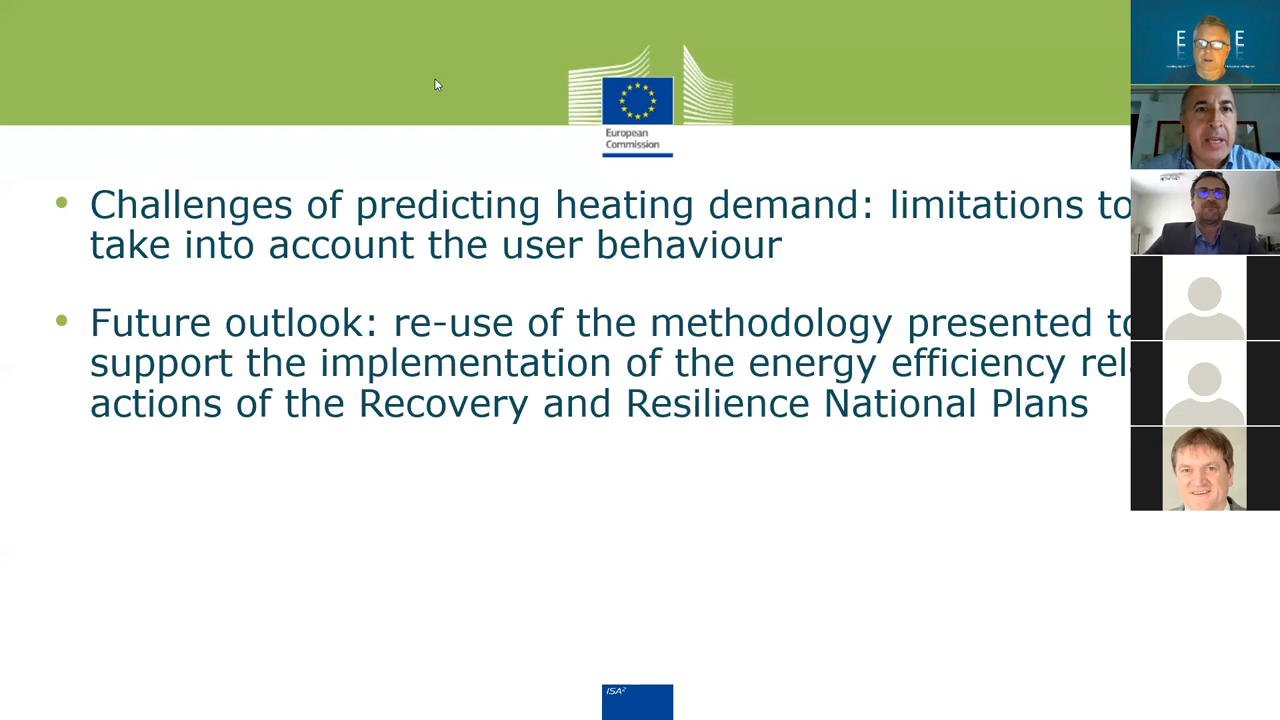 European
Commission
Challenges of predicting heating demand: limitations to
take into account the user behaviour
Future outlook: re-use of the methodology presented to
support the implementation of the energy efficiency
actions of the Recovery and Resilience National Plans
ISA²